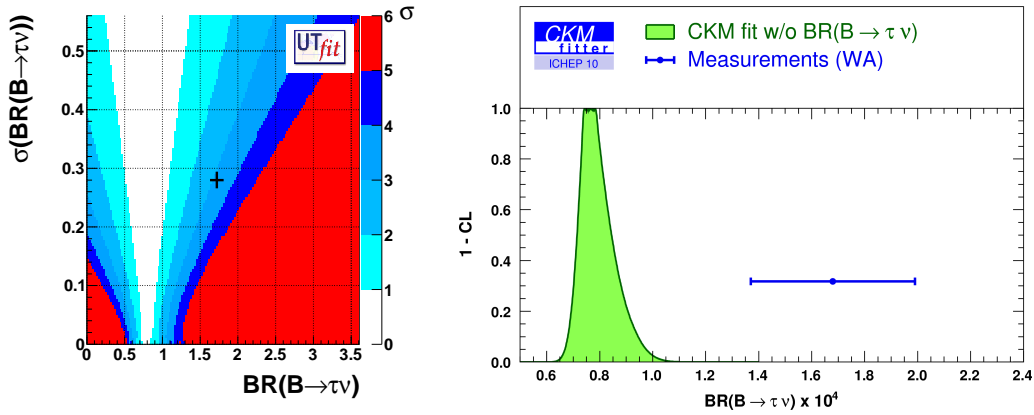 σ(BR(B→τν))
0.5
0.4
0.3
0.2
0.1
0
0 0.5 1 1.5 2 2.5 3 3.5
BR(B→τν)
UTfit
6 σ
5
4
3
2
1
0
CKM
fitter
ICHEP 10
CKM fit w/o BR(B → τ ν)
Measurements (WA)
1 - CL
1.0
0.8
0.6
0.4
0.2
0.0
0.6 0.8 1.0 1.2 1.4 1.6 1.8 2.0 2.2 2.4
BR(B → τ ν) x 10⁴